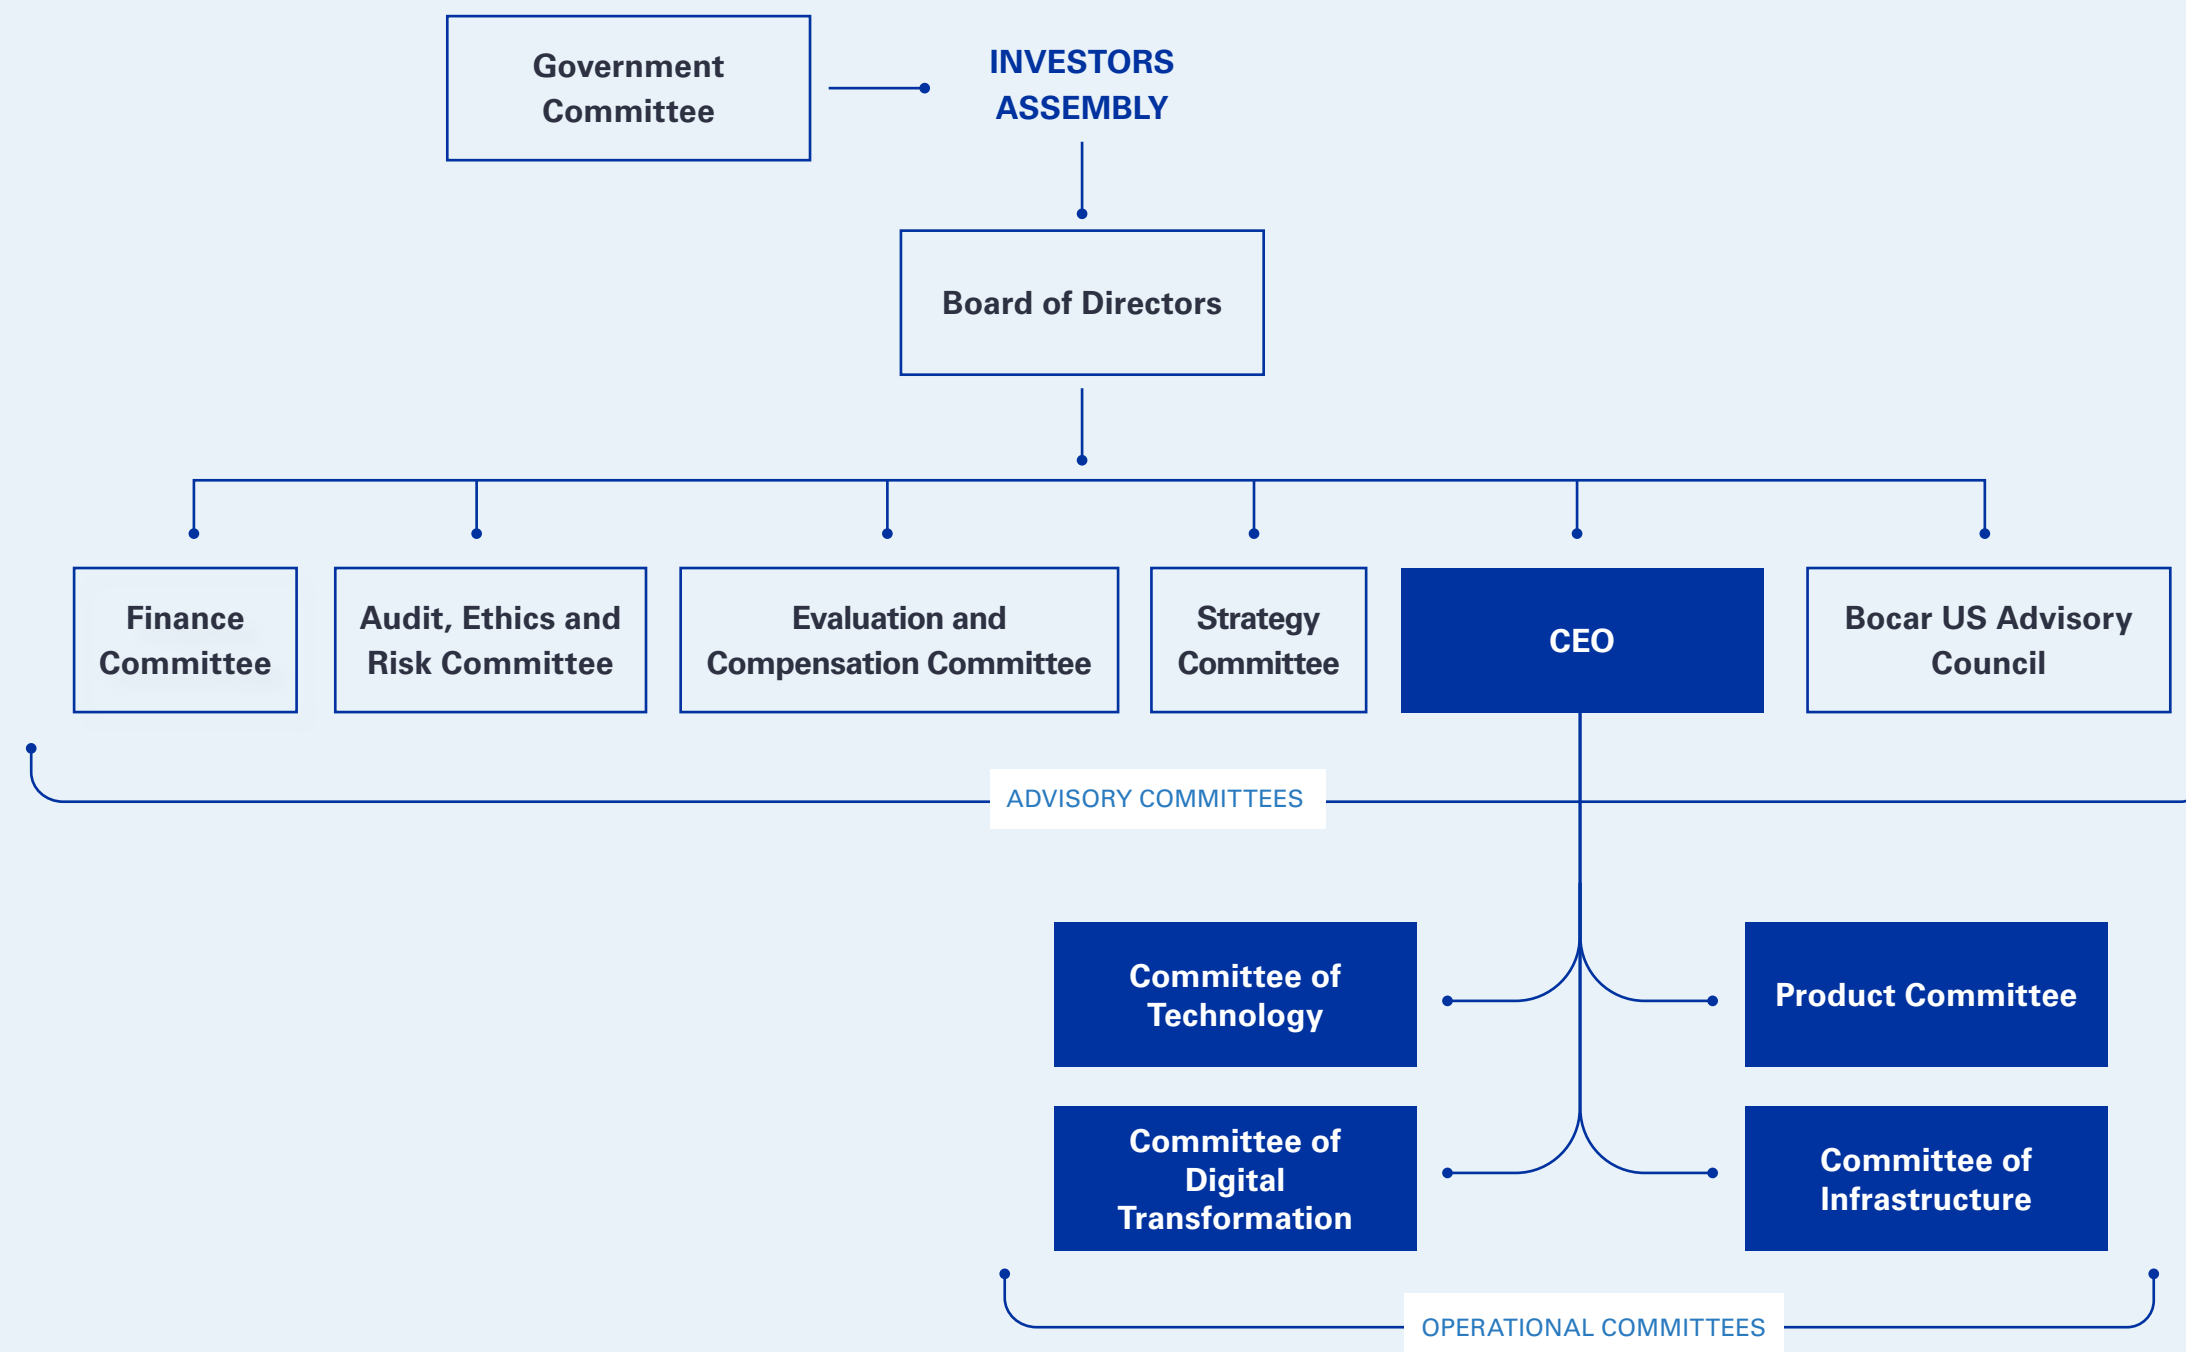 Government
Committee
INVESTORS
ASSEMBLY
Board of Directors
Finance
Committee
Audit, Ethics and
Risk Committee
Evaluation and
Compensation Committee
Strategy
Committee
CEO
Bocar US Advisory
Council
ADVISORY COMMITTEES
Committee of
Technology
Product Committee
Committee of
Digital
Transformation
Committee of
Infrastructure
OPERATIONAL COMMITTEES